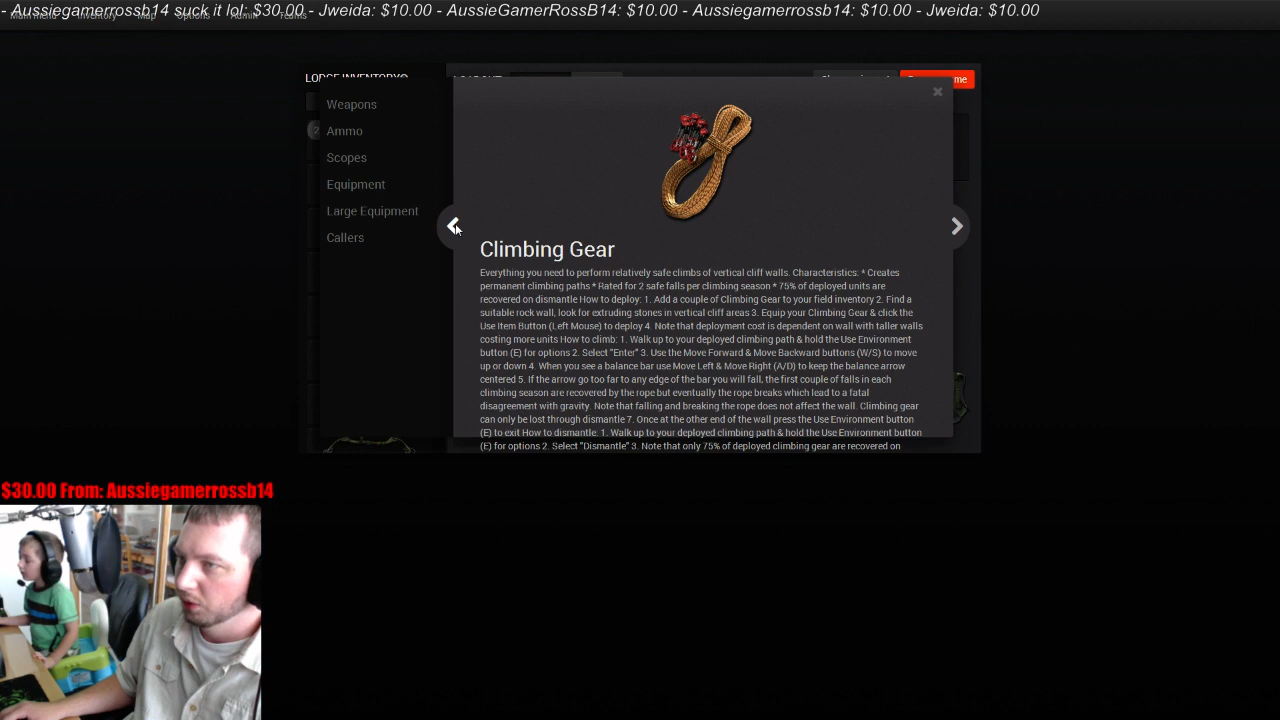 - Aussiegamerrossb14 suck it lol: $30.00 - Jweida: $10.00 - AussieGamerRossB14: $10.00 - Aussiegamerrossb14: $10.00 - Jweida: $10.00
Main menu Inventory Map Options Admin Teams
LODGE INVENTORY
LOADOUT
me
Weapons
Ammo
2
Scopes
Equipment
Large Equipment
Callers
Climbing Gear
Everything you need to perform relatively safe climbs of vertical cliff walls. Characteristics: * Creates
permanent climbing paths * Rated for 2 safe falls per climbing season * 75% of deployed units are
recovered on dismantle How to deploy: 1. Add a couple of Climbing Gear to your field inventory 2. Find a
suitable rock wall, look for extruding stones in vertical cliff areas 3. Equip your Climbing Gear & click the
Use Item Button (Left Mouse) to deploy 4. Note that deployment cost is dependent on wall with taller walls
costing more units How to climb: 1. Walk up to your deployed climbing path & hold the Use Environment
button (E) for options 2. Select "Enter" 3. Use the Move Forward & Move Backward buttons (W/S) to move
up or down 4. When you see a balance bar use Move Left & Move Right (A/D) to keep the balance arrow
centered 5. If the arrow go too far to any edge of the bar you will fall, the first couple of falls in each
climbing season are recovered by the rope but eventually the rope breaks which lead to a fatal
disagreement with gravity. Note that falling and breaking the rope does not affect the wall. Climbing gear
can only be lost through dismantle 7. Once at the other end of the wall press the Use Environment button
(E) to exit How to dismantle: 1. Walk up to your deployed climbing path & hold the Use Environment button
(E) for options 2. Select "Dismantle" 3. Note that only 75% of deployed climbing gear are recovered on
$30.00 From: Aussiegamerrossb14